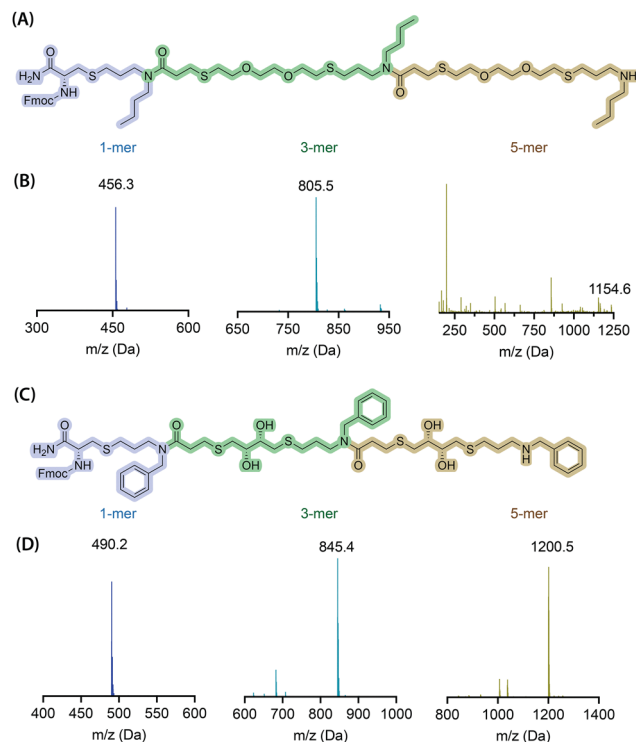 (A)
O
H₂N
S
N
O
S
O
O
S
N
O
S
O
O
S
NH
Fmoc
NH
1-mer
3-mer
5-mer
(B)
456.3
805.5
1154.6
300 450 600
650 750 850 950
250 500 750 1000 1250
m/z (Da)
m/z (Da)
m/z (Da)
(C)
O
H₂N
S
N
O
S
OH
OH
S
N
O
S
OH
OH
S
N
H
Fmoc
NH
1-mer
3-mer
5-mer
(D)
490.2
845.4
1200.5
400 450 500 550 600
600 700 800 900 1000
800 1000 1200 1400
m/z (Da)
m/z (Da)
m/z (Da)